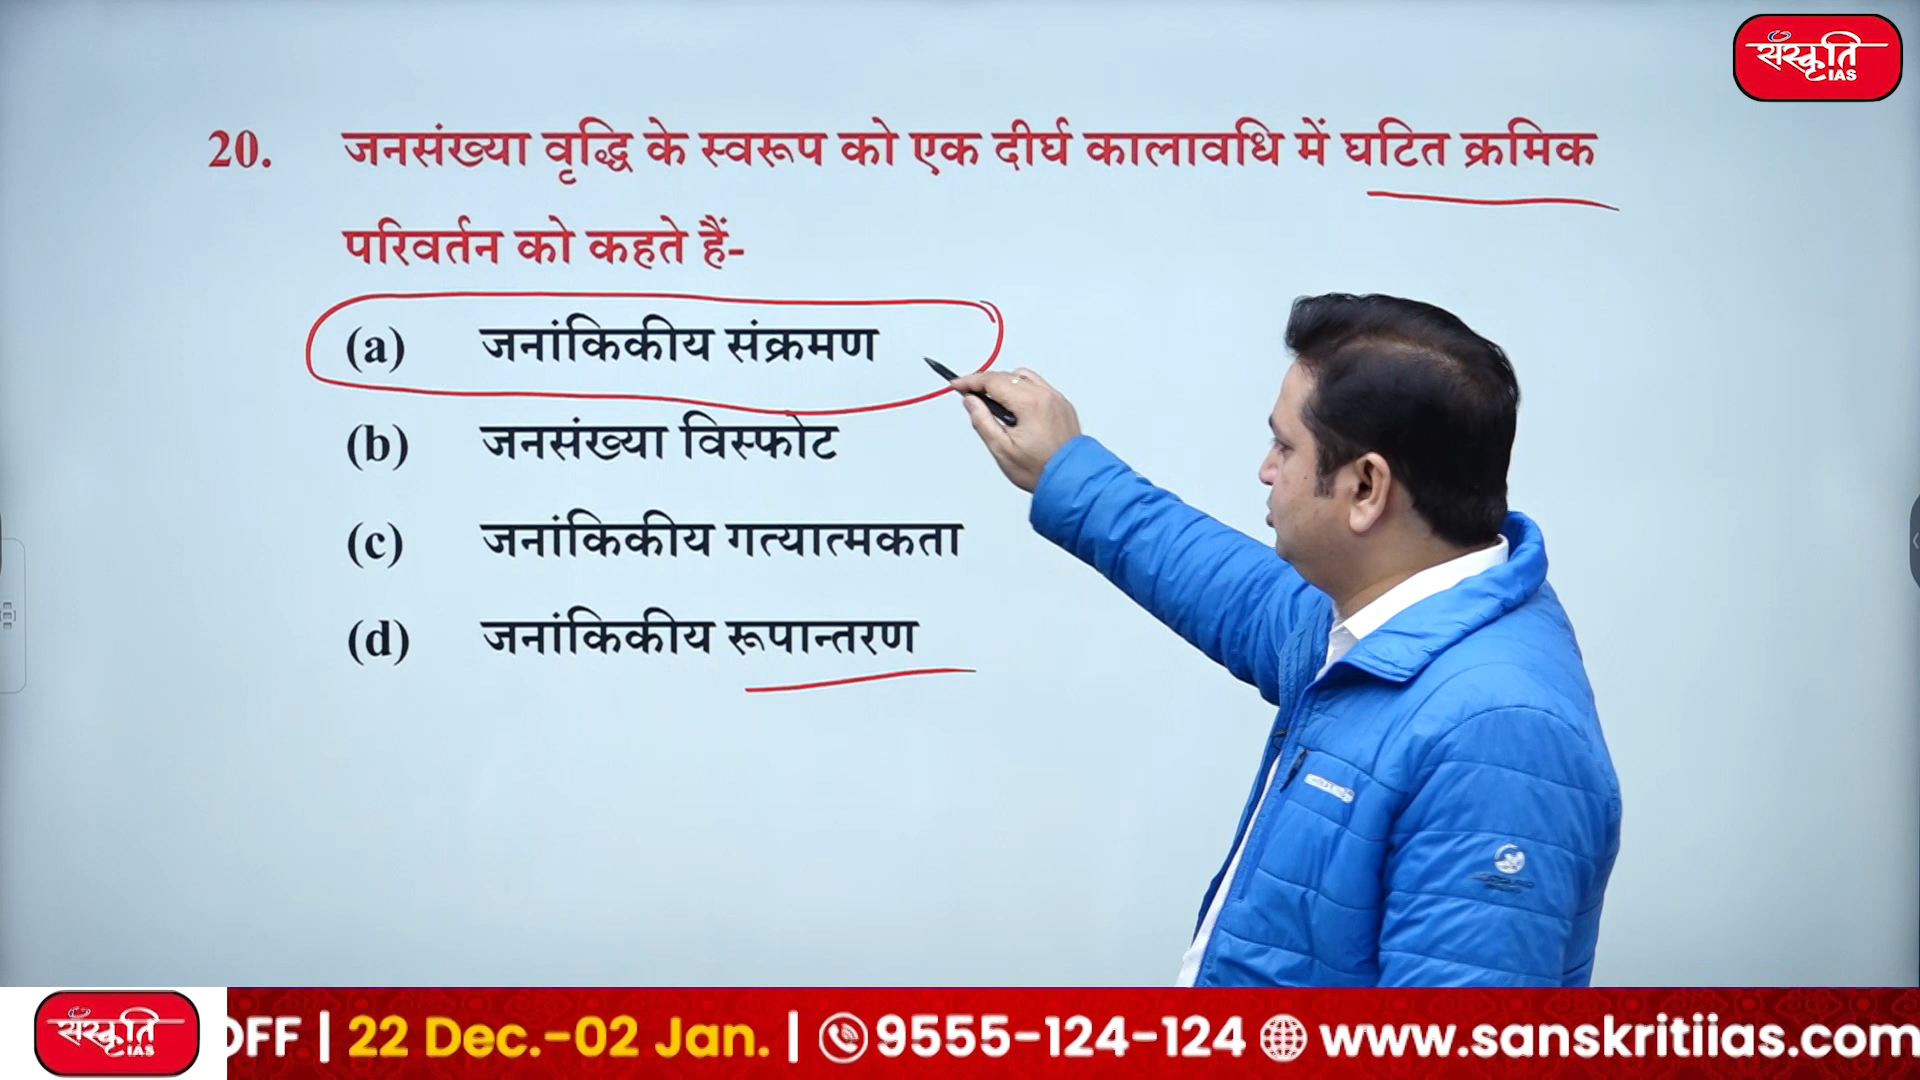 संस्कृति
IAS
20. जनसंख्या वृद्धि के स्वरूप को एक दीर्घ कालावधि में घटित क्रमिक
परिवर्तन को कहते हैं-
(a) जनांकिकीय संक्रमण
(b) जनसंख्या विस्फोट
(c) जनांकिकीय गत्यात्मकता
(d) जनांकिकीय रूपान्तरण
संस्कृति
IAS
OFF | 22 Dec.-02 Jan. | 9555-124-124 www.sanskritiias.com